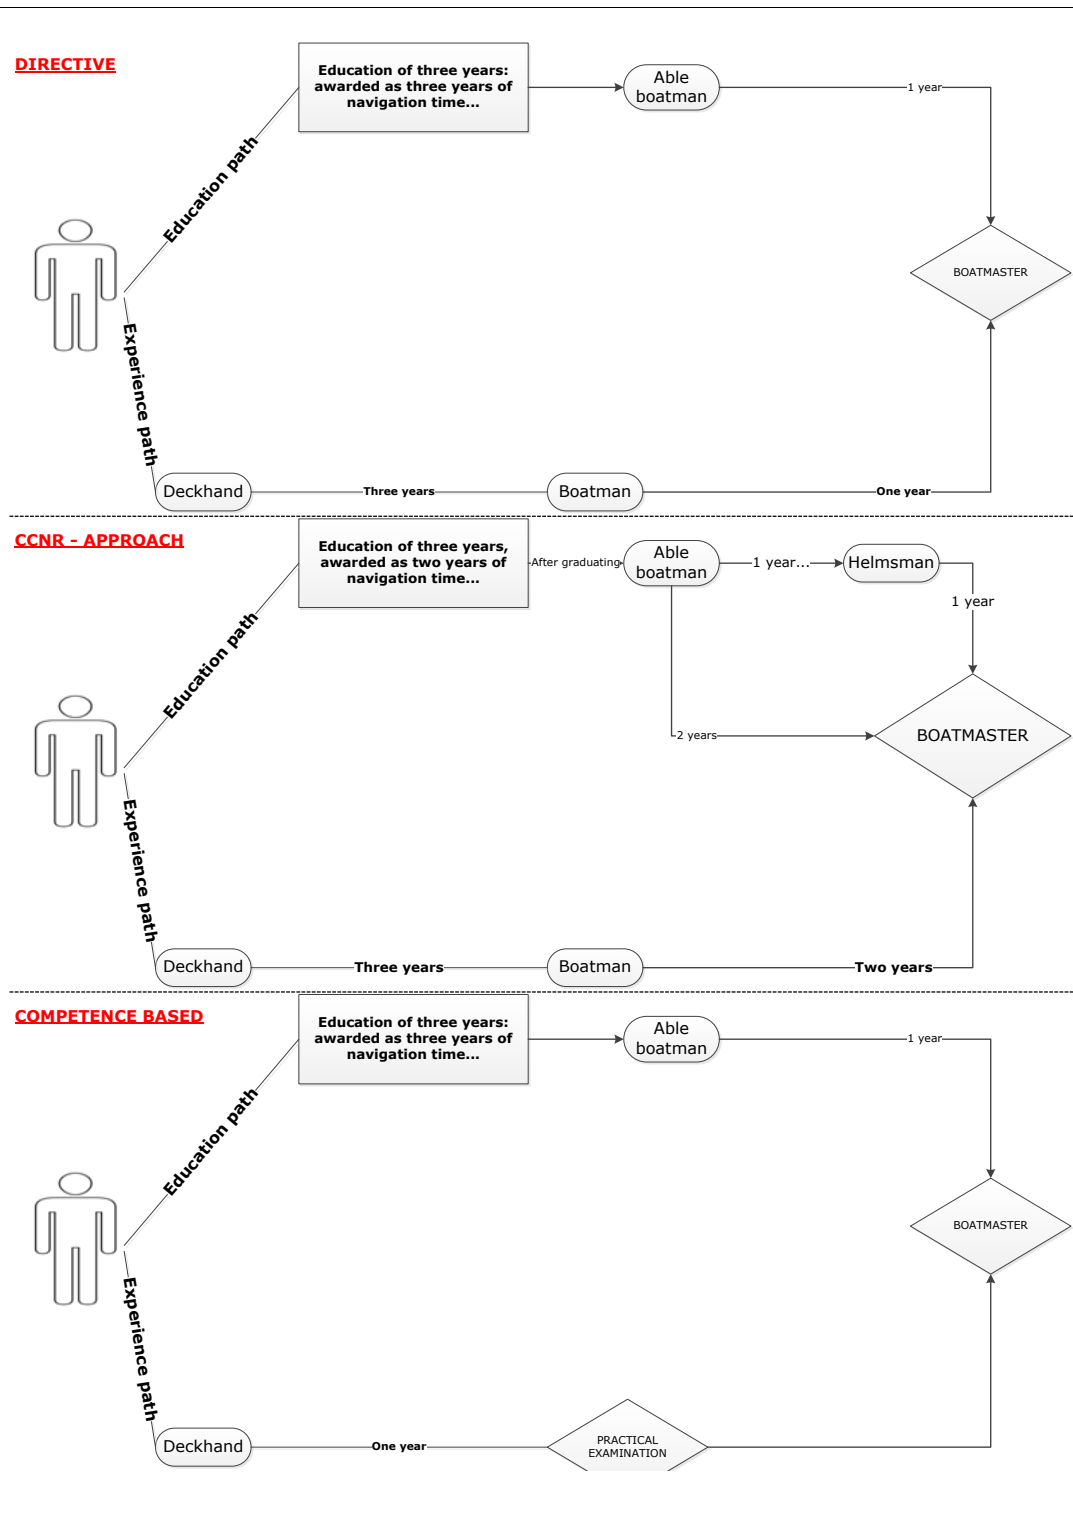 DIRECTIVE
Education of three years:
awarded as three years of
navigation time...
Able
boatman
1 year
Education path
BOATMASTER
Experience path
Deckhand
Three years
Boatman
One year
CCNR - APPROACH
Education of three years,
awarded as two years of
navigation time...
After graduating
Able
boatman
1 year...
Helmsman
1 year
Education path
2 years
BOATMASTER
Experience path
Deckhand
Three years
Boatman
Two years
COMPETENCE BASED
Education of three years:
awarded as three years of
navigation time...
Able
boatman
1 year
Education path
BOATMASTER
Experience path
Deckhand
One year
PRACTICAL
EXAMINATION